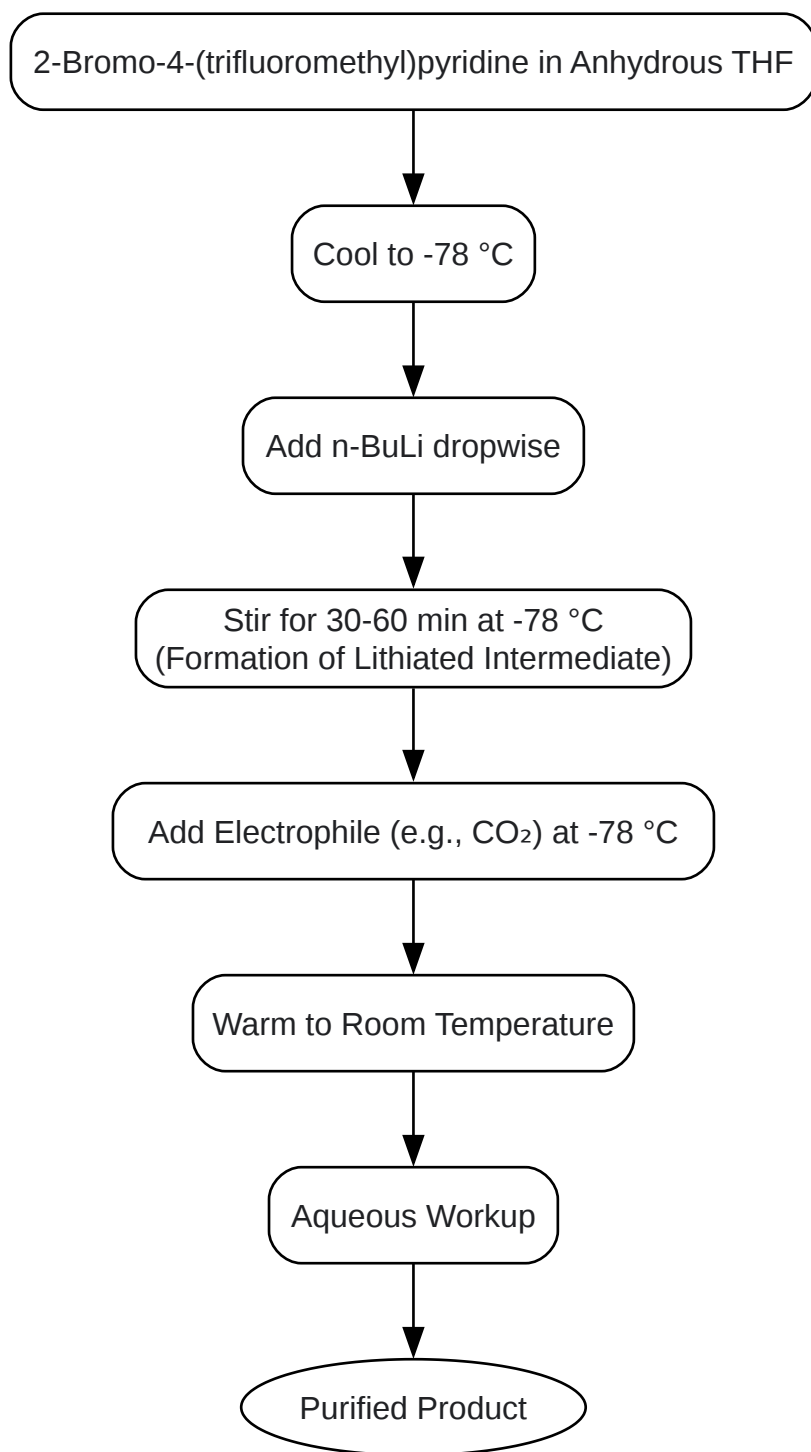 2-Bromo-4-(trifluoromethyl)pyridine in Anhydrous THF
Cool to -78 °C
Add n-BuLi dropwise
Stir for 30-60 min at -78 °C
(Formation of Lithiated Intermediate)
Add Electrophile (e.g., CO₂) at -78 °C
Warm to Room Temperature
Aqueous Workup
Purified Product